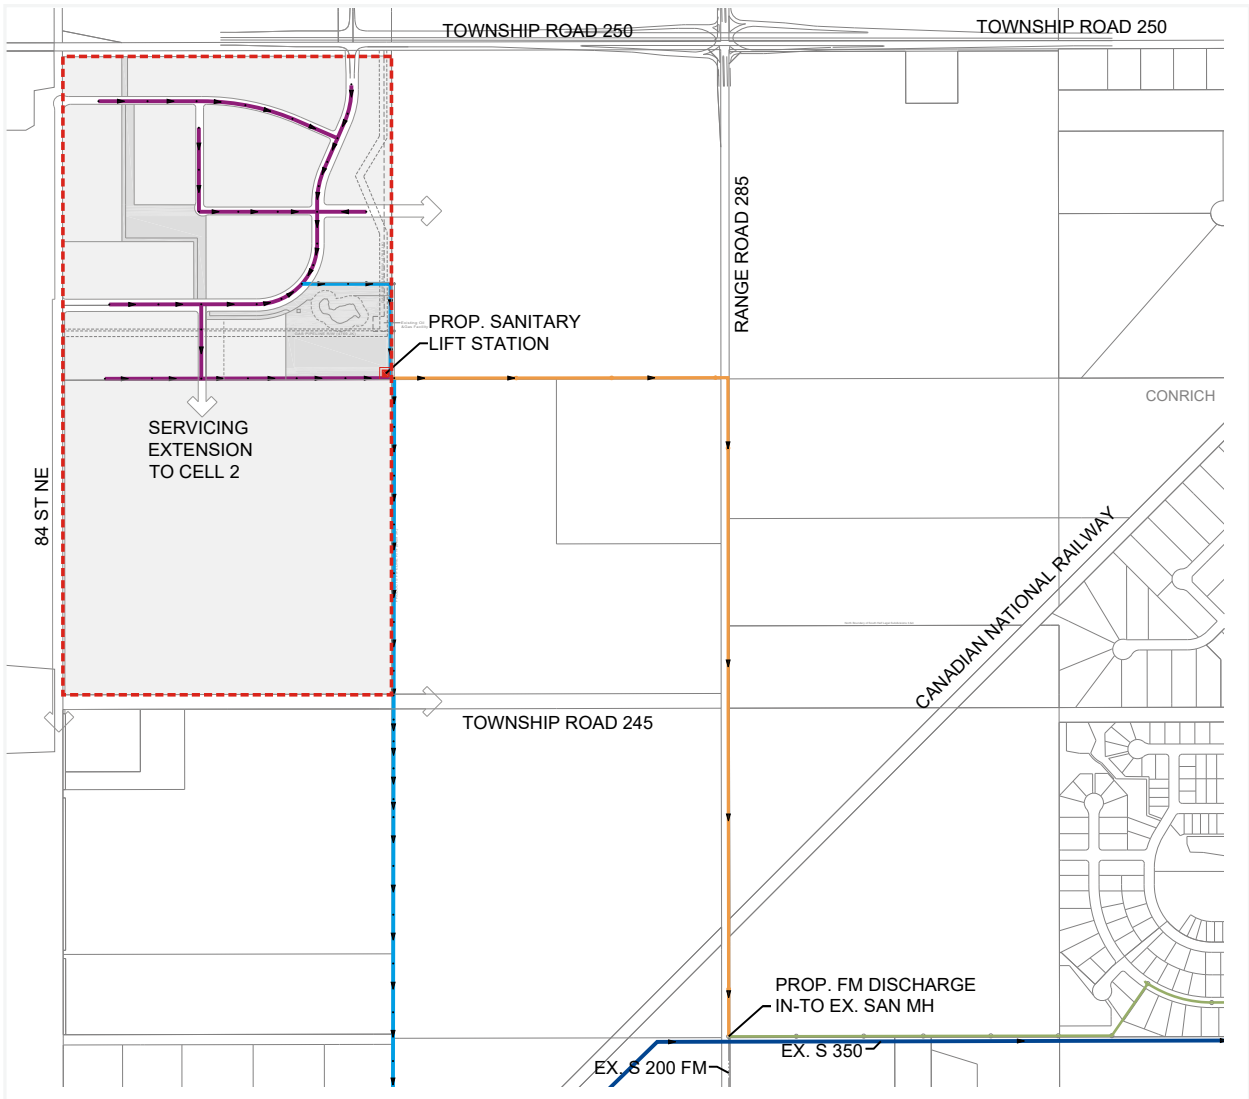 TOWNSHIP ROAD 250
TOWNSHIP ROAD 250
RANGE ROAD 285
PROP. SANITARY
LIFT STATION
CONRICH
SERVICING
EXTENSION
TO CELL 2
84 ST NE
CANADIAN NATIONAL RAILWAY
TOWNSHIP ROAD 245
PROP. FM DISCHARGE
IN-TO EX. SAN MH
EX. S 350
EX. S 200 FM